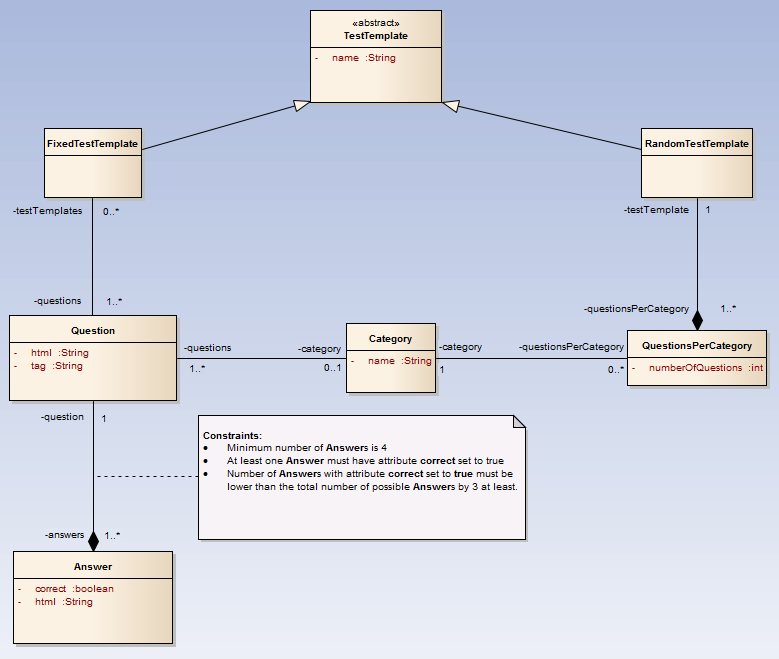 «abstract»
TestTemplate
- name :String
FixedTestTemplate
RandomTestTemplate
-testTemplates 0..*
-testTemplate 1
-questions 1..*
-questionsPerCategory 1..*
Question
- html :String
- tag :String
-questions
1..*
-category
0..1
Category
- name :String
-category
1
-questionsPerCategory
0..*
QuestionsPerCategory
- numberOfQuestions :int
-question 1
Constraints:
• Minimum number of Answers is 4
• At least one Answer must have attribute correct set to true
• Number of Answers with attribute correct set to true must be
lower than the total number of possible Answers by 3 at least.
-answers 1..*
Answer
- correct :boolean
- html :String